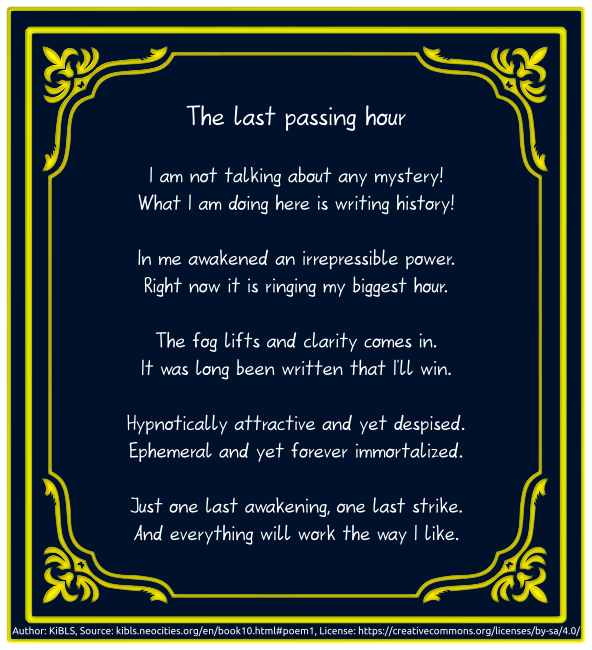 The last passing hour
I am not talking about any mystery!
What I am doing here is writing history!
In me awakened an irrepressible power.
Right now it is ringing my biggest hour.
The fog lifts and clarity comes in.
It was long been written that I'll win.
Hypnotically attractive and yet despised.
Ephemeral and yet forever immortalized.
Just one last awakening, one last strike.
And everything will work the way I like.
Author: KiBLS, Source: kibls.neocities.org/en/book10.html#poem1, License: https://creativecommons.org/licenses/by-sa/4.0/